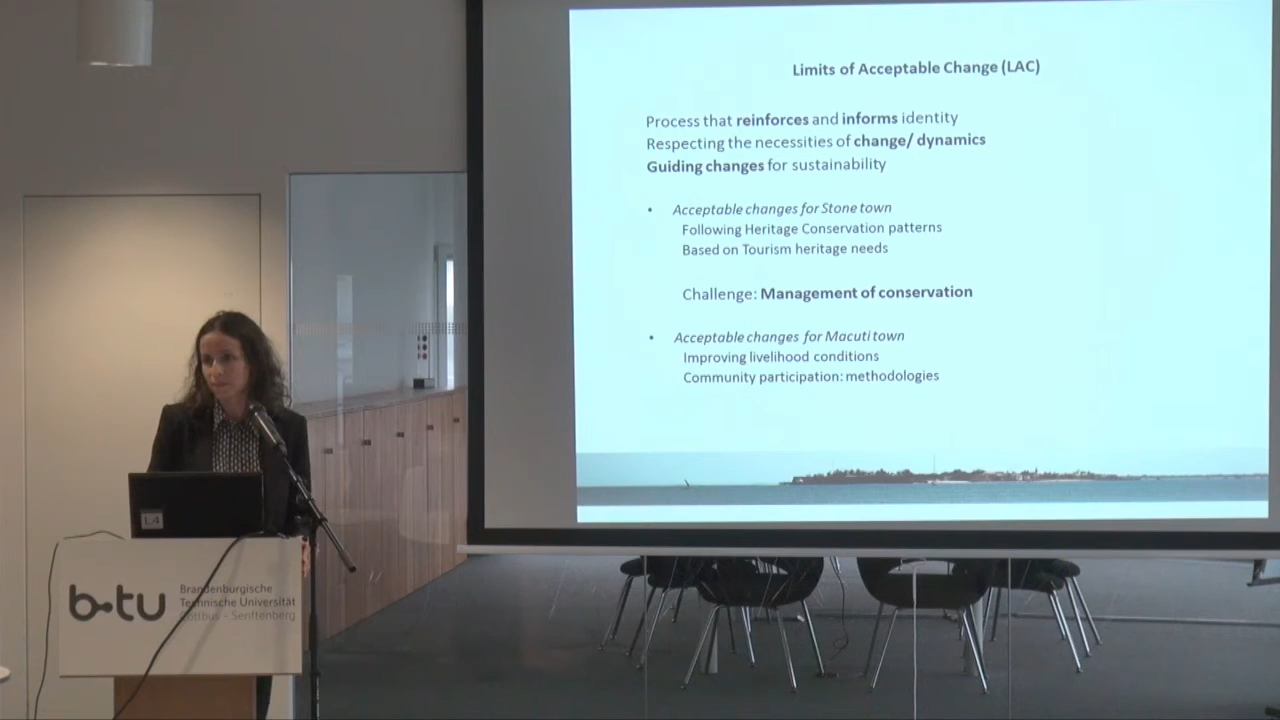 Limits of Acceptable Change (LAC)
Process that reinforces and informs identity
Respecting the necessities of change/ dynamics
Guiding changes for sustainability
• Acceptable changes for Stone town
Following Heritage Conservation patterns
Based on Tourism heritage needs
Challenge: Management of conservation
• Acceptable changes for Macuti town
Improving livelihood conditions
Community participation: methodologies
L4
b-tu
Brandenburgische
Technische Universität
Cottbus - Senftenberg